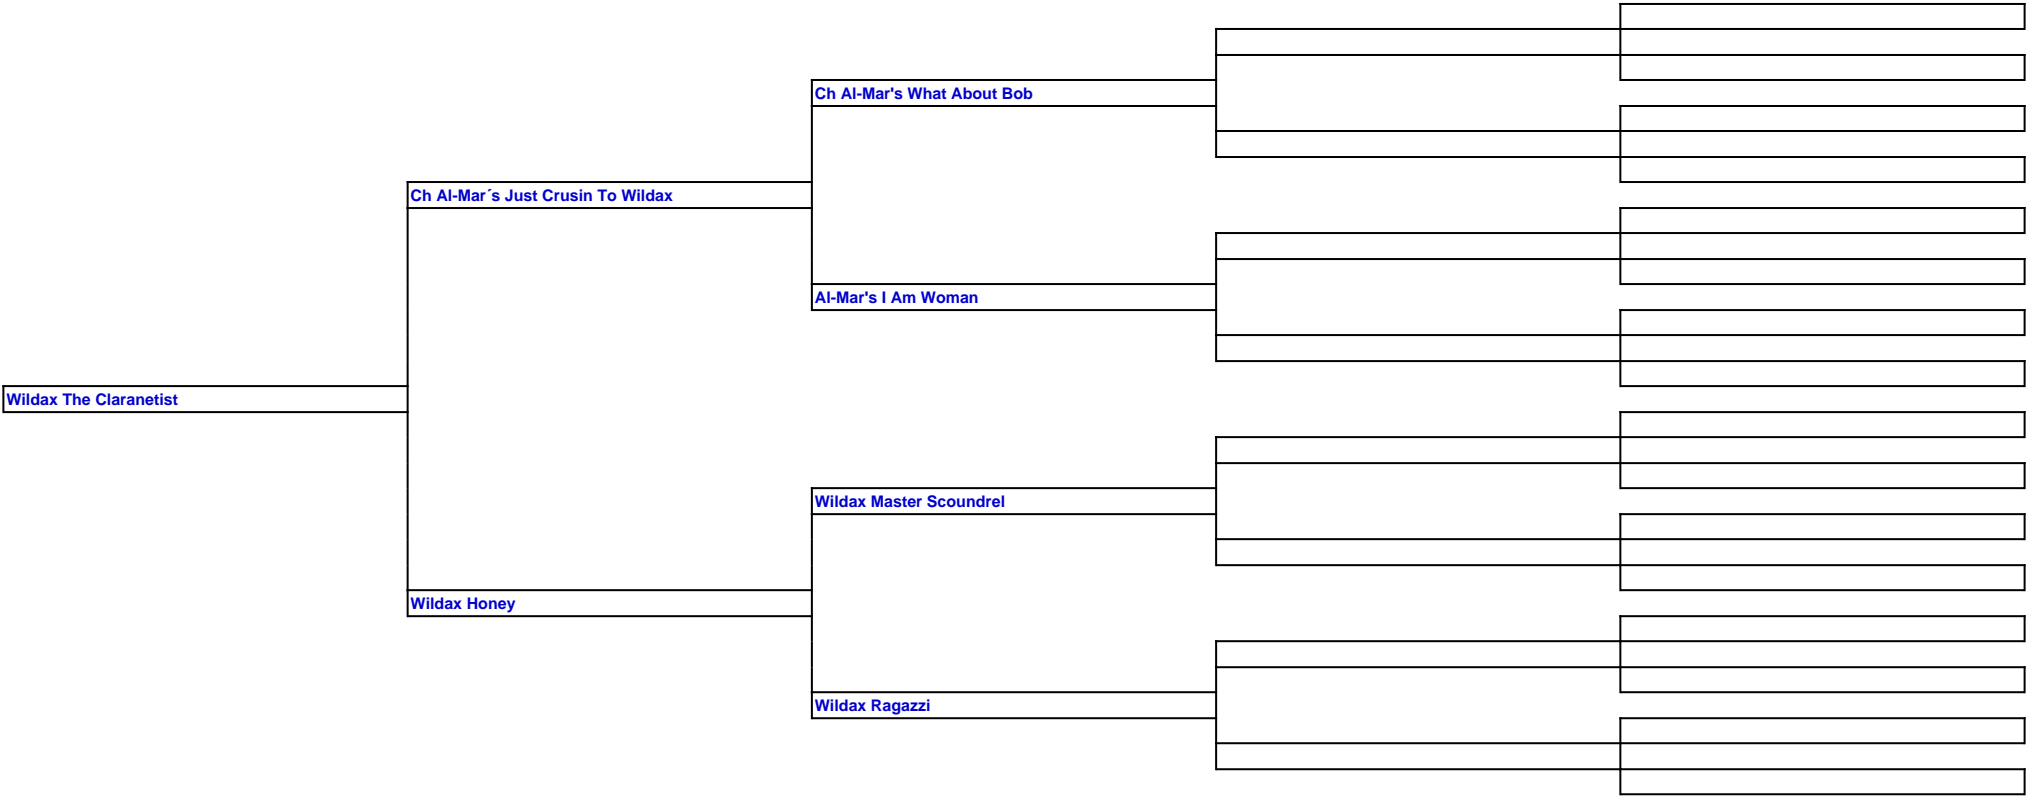 Ch Al-Mar's What About Bob
Ch Al-Mar´s Just Crusin To Wildax
Al-Mar's I Am Woman
Wildax The Claranetist
Wildax Master Scoundrel
Wildax Honey
Wildax Ragazzi